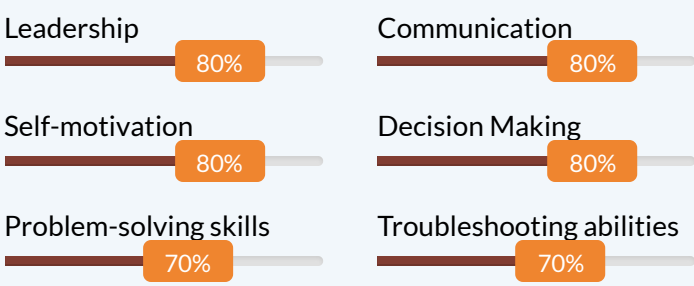 Leadership
80%
Communication
80%
Self-motivation
80%
Decision Making
80%
Problem-solving skills
70%
Troubleshooting abilities
70%